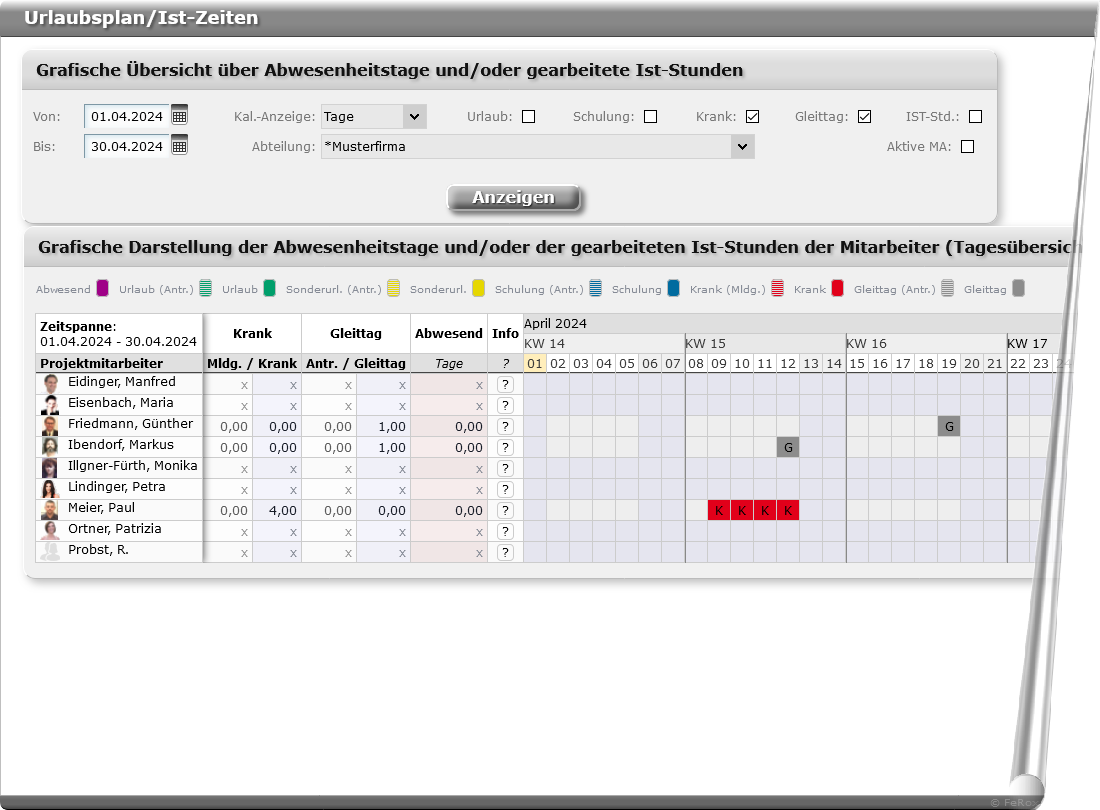 Urlaubsplan/Ist-Zeiten
Grafische Übersicht über Abwesenheitstage und/oder gearbeitete Ist-Stunden
Von: 01.04.2024 Kal.-Anzeige: Tage Urlaub: Schulung: Krank: Gleittag: IST-Std.:
Bis: 30.04.2024 Abteilung: *Musterfirma Aktive MA:
Anzeigen
Grafische Darstellung der Abwesenheitstage und/oder der gearbeiteten Ist-Stunden der Mitarbeiter (Tagesübersich
Abwesend Urlaub (Antr.) Urlaub Sonderurl. (Antr.) Sonderurl. Schulung (Antr.) Schulung Krank (Mldg.) Krank Gleittag (Antr.) Gleittag
Zeitspanne: Krank Gleittag Abwesend Info April 2024
01.04.2024 - 30.04.2024 KW 14 KW 15 KW 16 KW 17
Projektmitarbeiter Mldg. / Krank Antr. / Gleittag Tage ? 01 02 03 04 05 06 07 08 09 10 11 12 13 14 15 16 17 18 19 20 21 22 23 24
Eidinger, Manfred x x x x x ?
Eisenbach, Maria x x x x x ?
Friedmann, Günther 0,00 0,00 0,00 1,00 0,00 ? G
Ibendorf, Markus 0,00 0,00 0,00 1,00 0,00 ? G
Illgner-Fürth, Monika x x x x x ?
Lindinger, Petra x x x x x ?
Meier, Paul 0,00 4,00 0,00 0,00 0,00 ? K K K K
Ortner, Patrizia x x x x x ?
Probst, R. x x x x x ?